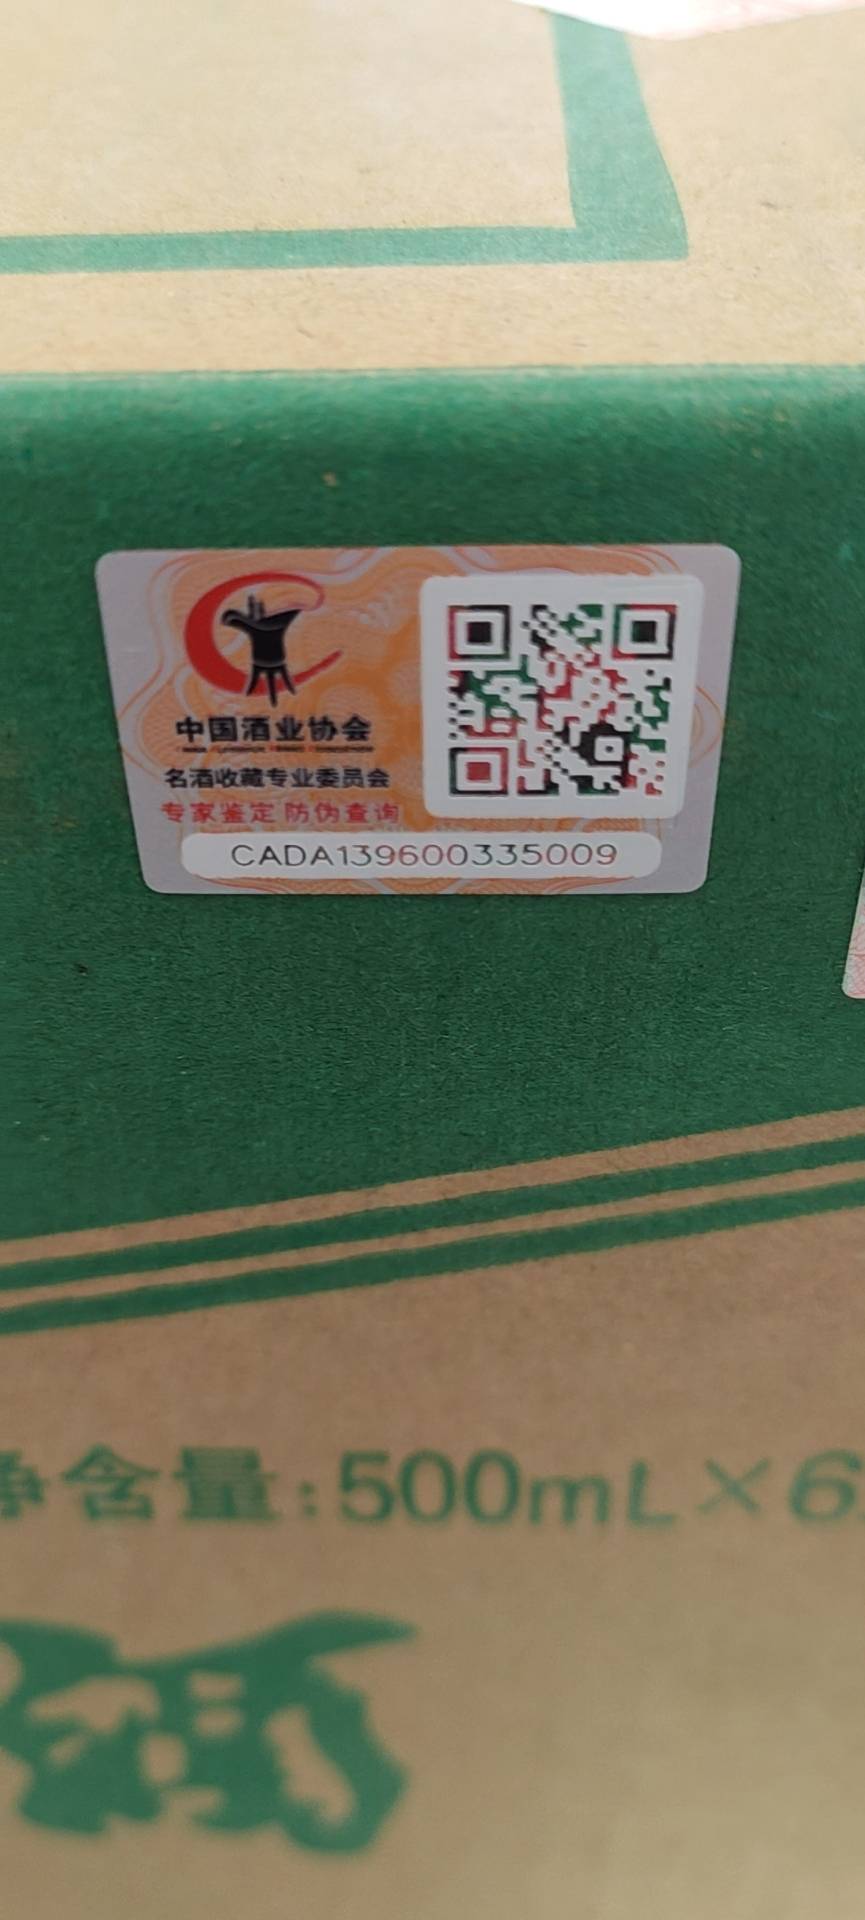 中国酒业协会
名酒收藏专业委员会
专家鉴定 防伪查询
CADA139600335009
净含量:500mL×6